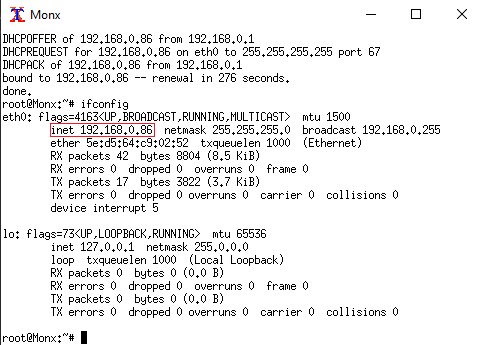 Monx
DHCPOFFER of 192.168.0.86 from 192.168.0.1
DHCPREQUEST for 192.168.0.86 on eth0 to 255.255.255.255 port 67
DHCPACK of 192.168.0.86 from 192.168.0.1
bound to 192.168.0.86 -- renewal in 276 seconds.
done.
root@Monx:~# ifconfig
eth0: flags=4163<UP,BROADCAST,RUNNING,MULTICAST>  mtu 1500
        inet 192.168.0.86  netmask 255.255.255.0  broadcast 192.168.0.255
        ether 5e:d5:64:c9:02:52  txqueuelen 1000  (Ethernet)
        RX packets 42  bytes 8804 (8.5 KiB)
        RX errors 0  dropped 0  overruns 0  frame 0
        TX packets 17  bytes 3822 (3.7 KiB)
        TX errors 0  dropped 0 overruns 0  carrier 0  collisions 0
        device interrupt 5

lo: flags=73<UP,LOOPBACK,RUNNING>  mtu 65536
        inet 127.0.0.1  netmask 255.0.0.0
        loop  txqueuelen 1000  (Local Loopback)
        RX packets 0  bytes 0 (0.0 B)
        RX errors 0  dropped 0  overruns 0  frame 0
        TX packets 0  bytes 0 (0.0 B)
        TX errors 0  dropped 0 overruns 0  carrier 0  collisions 0

root@Monx:~#